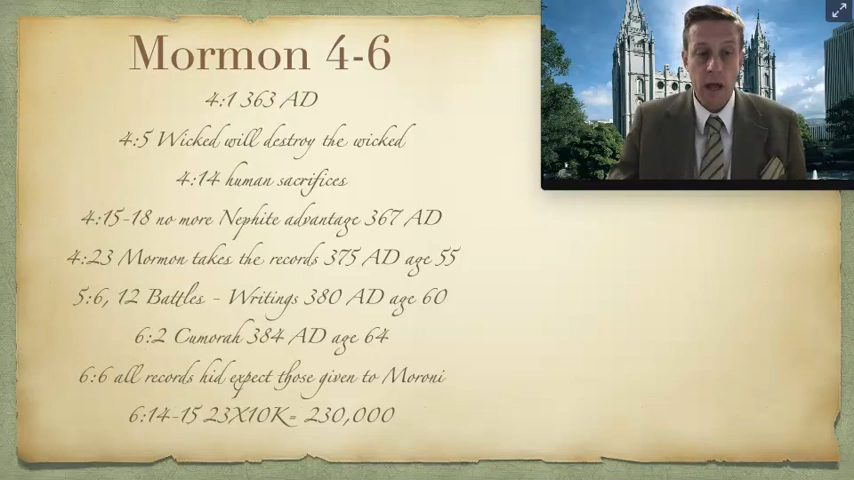 Mormon 4-6
4:1 363 AD
4:5 Wicked will destroy the wicked
4:14 human sacrifices
4:15-18 no more Nephite advantage 367 AD
4:23 Mormon takes the records 375 AD age 55
5:6, 12 Battles - Writings 380 AD age 60
6:2 Cumorah 384 AD age 64
6:6 all records hid expect those given to Moroni
6:14-15 23X10K= 230,000